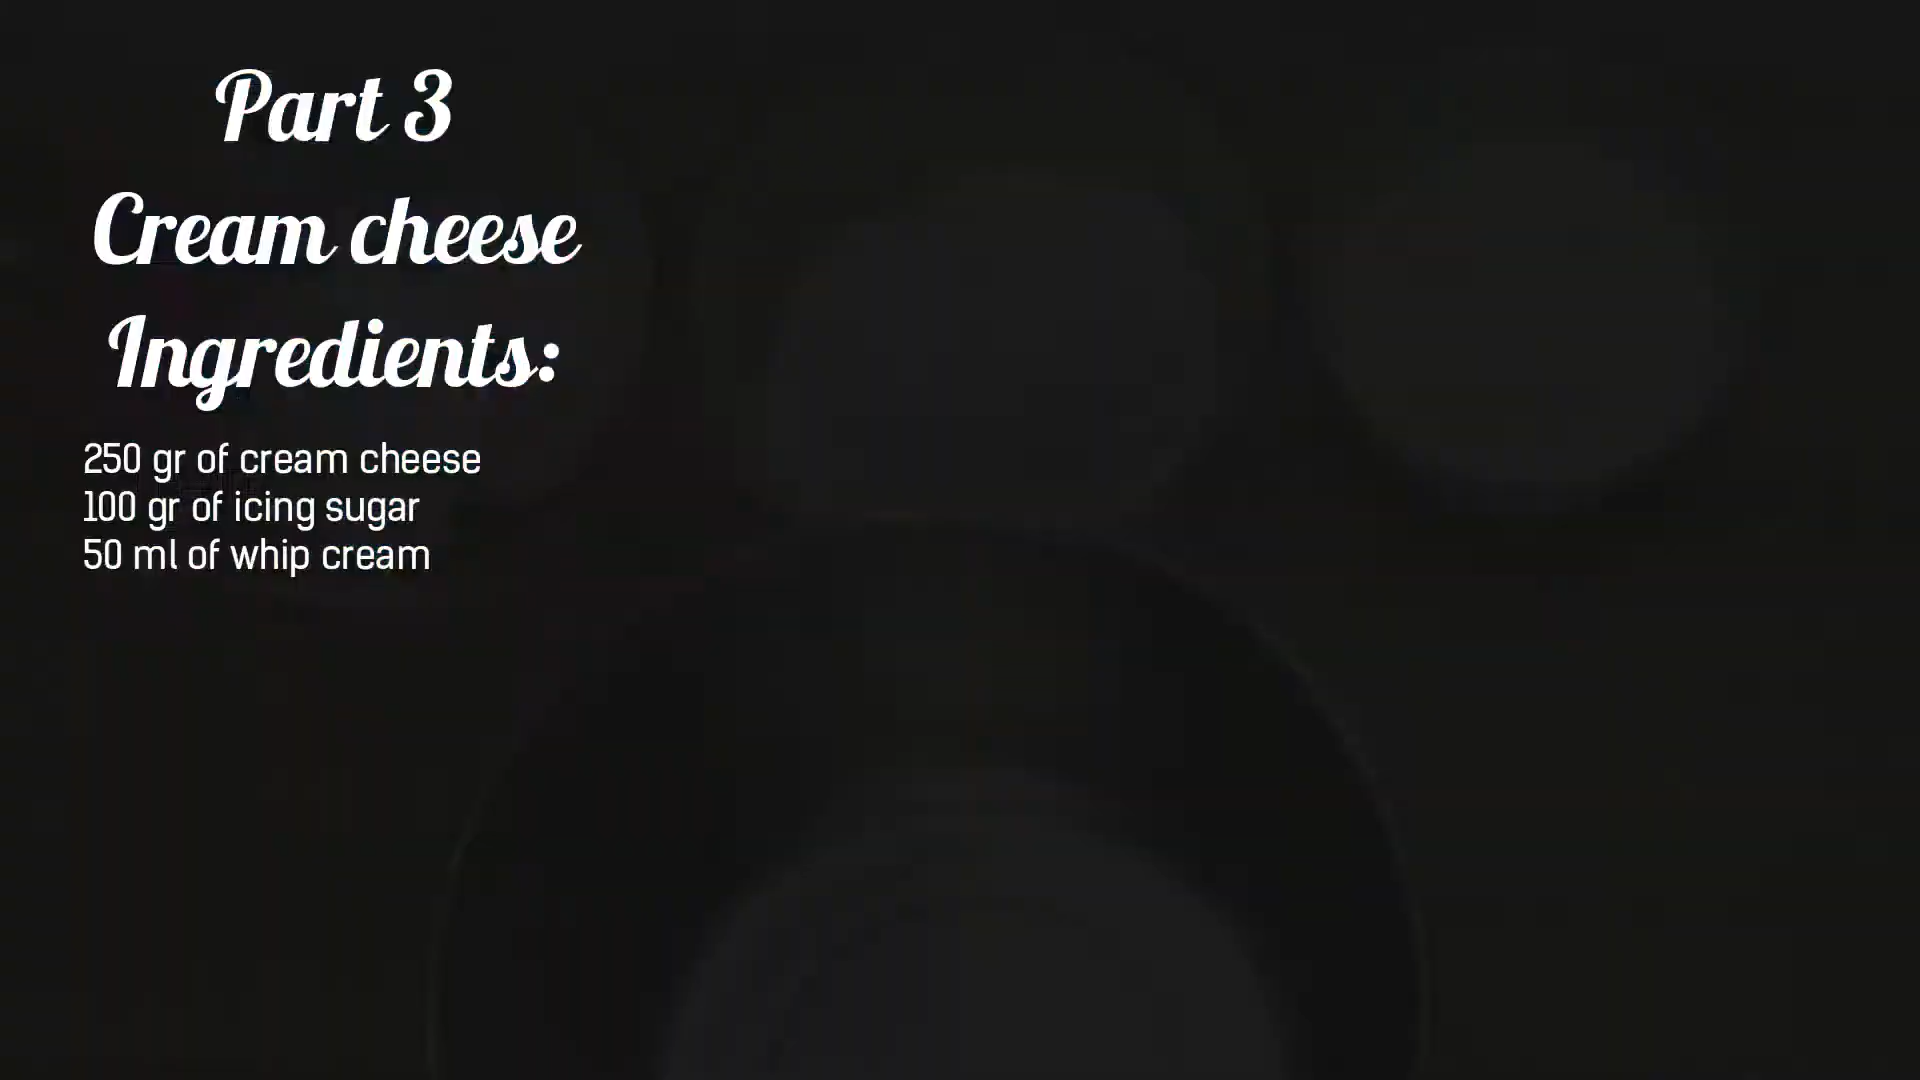 Part 3
Cream cheese
Ingredients:
250 gr of cream cheese
100 gr of icing sugar
50 ml of whip cream